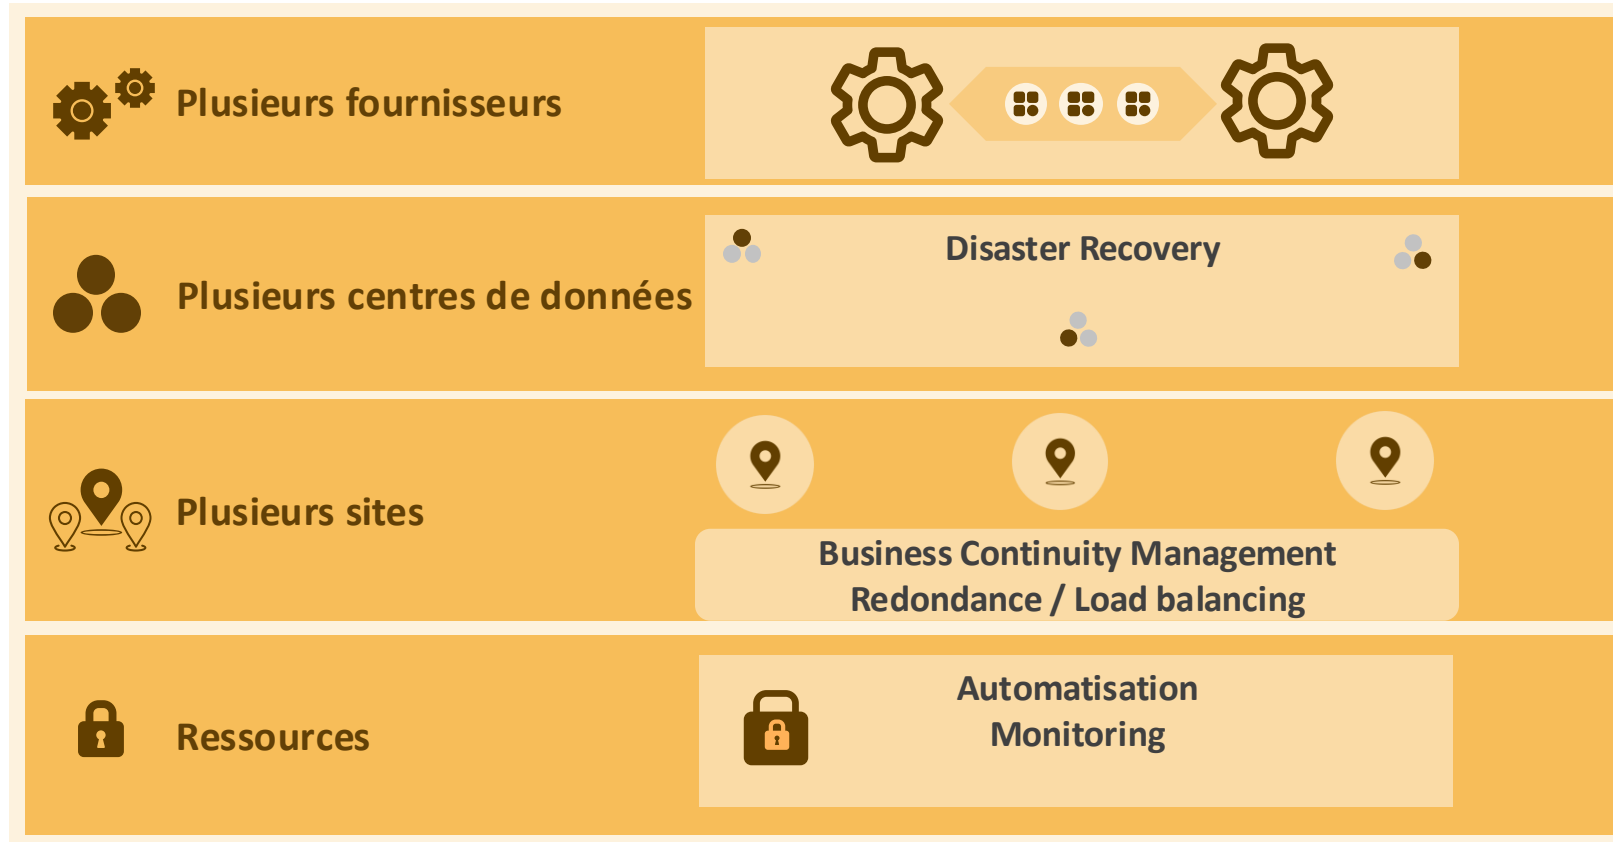 Plusieurs fournisseurs
Plusieurs centres de données
Disaster Recovery
Plusieurs sites
Business Continuity Management
Redondance / Load balancing
Ressources
Automatisation
Monitoring